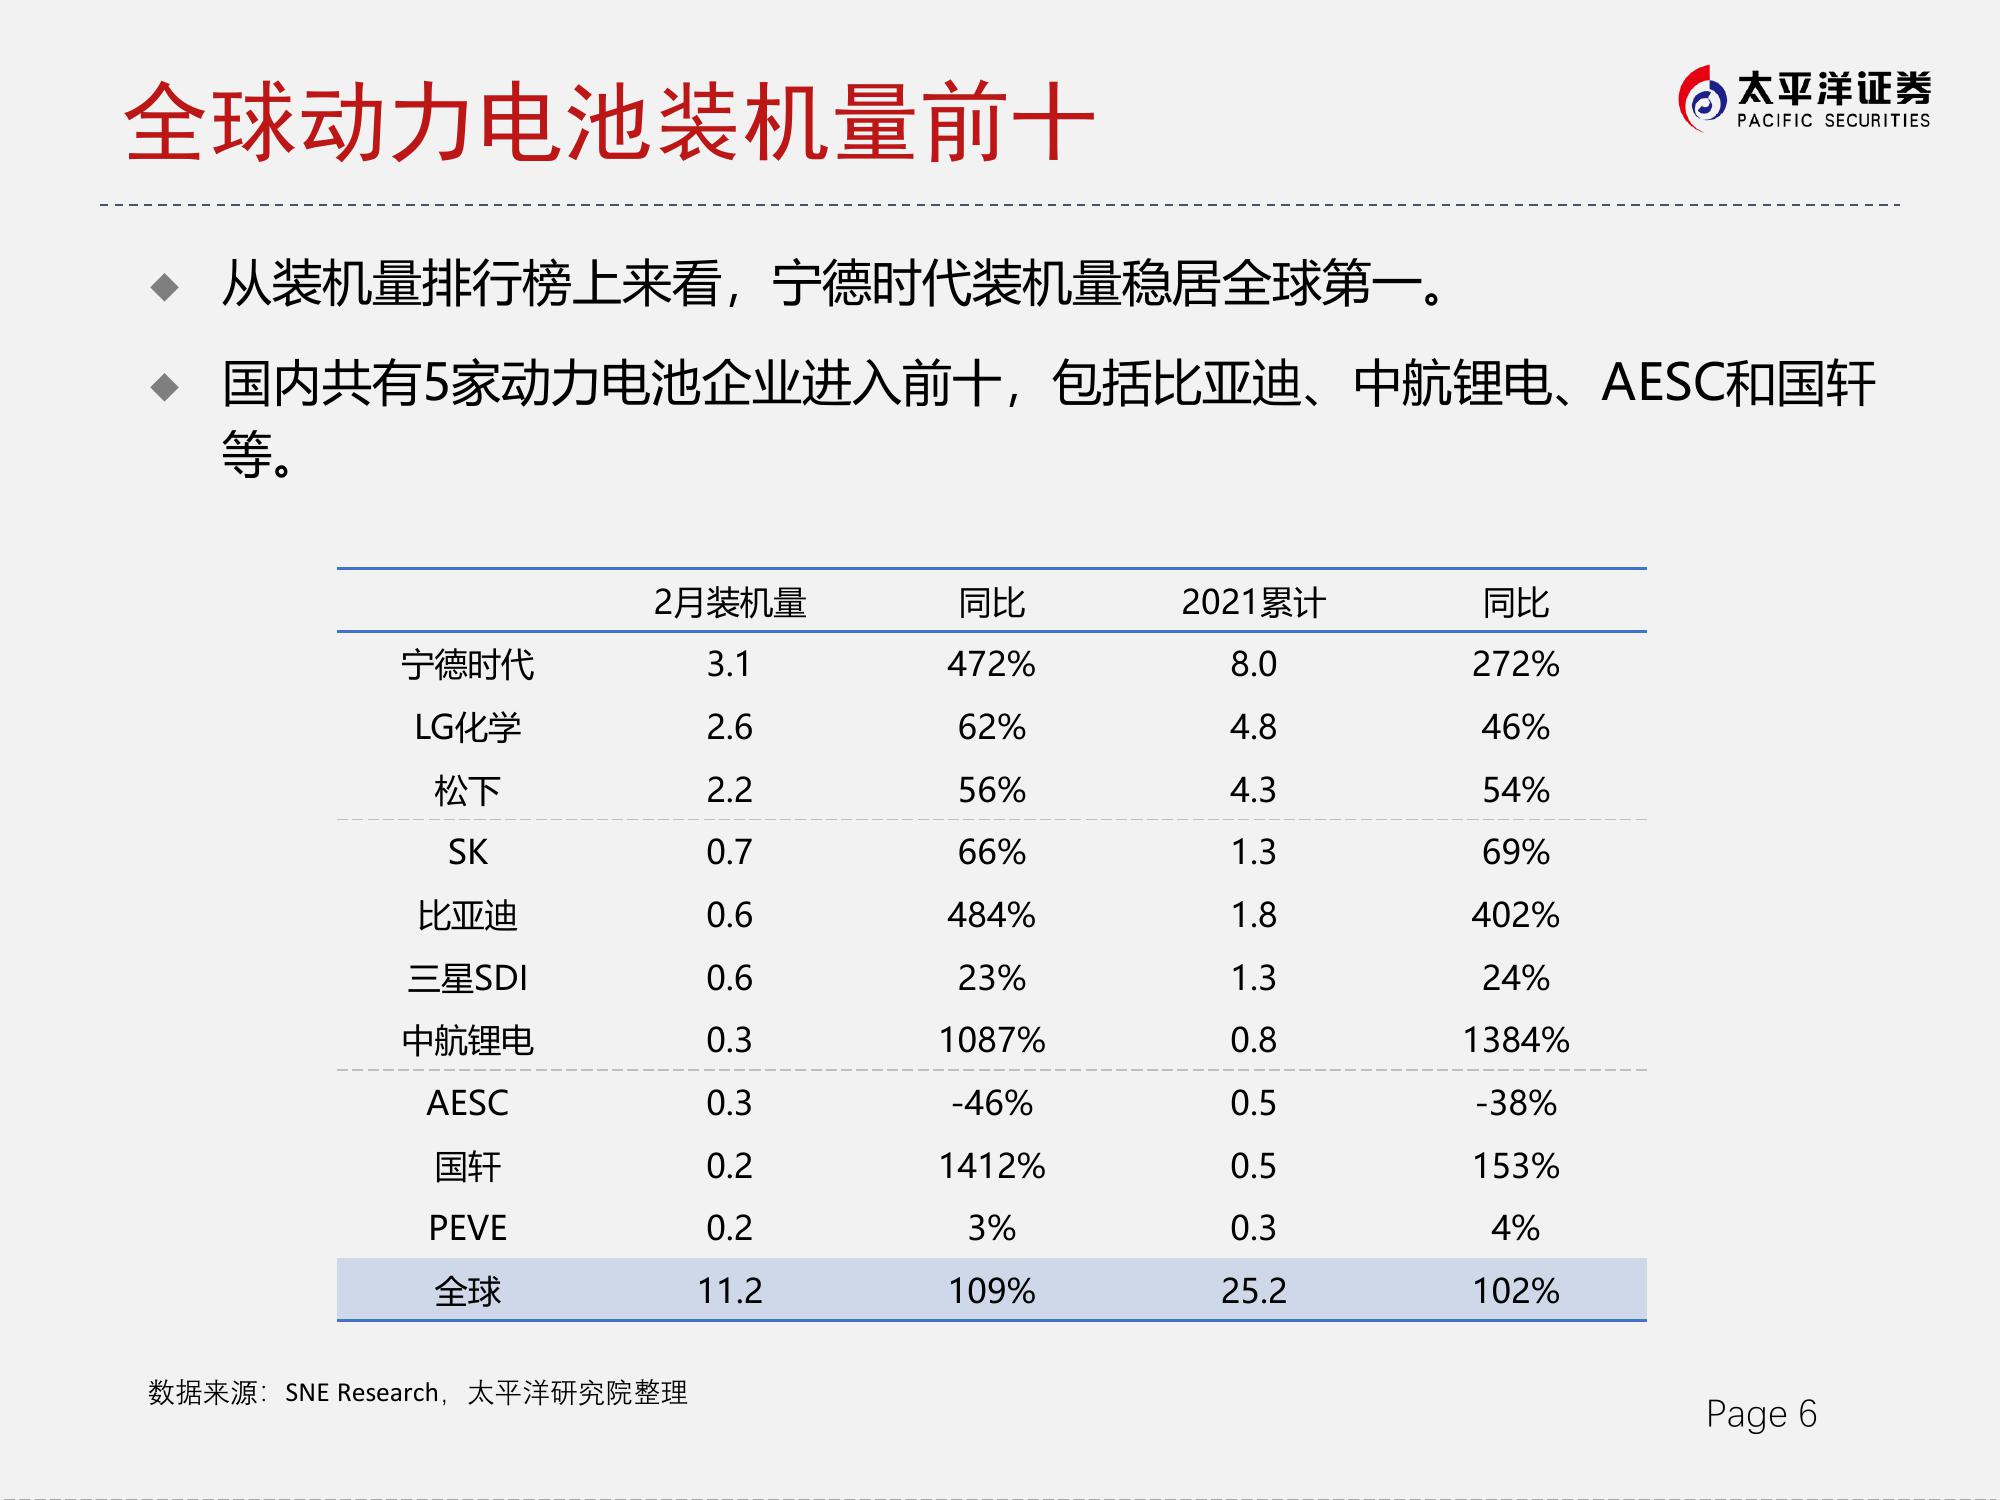 全球动力电池装机量前十
太平洋证券
PACIFIC SECURITIES
从装机量排行榜上来看，宁德时代装机量稳居全球第一。
国内共有5家动力电池企业进入前十，包括比亚迪、中航锂电、AESC和国轩
等。
2月装机量 同比 2021累计 同比
宁德时代 3.1 472% 8.0 272%
LG化学 2.6 62% 4.8 46%
松下 2.2 56% 4.3 54%
SK 0.7 66% 1.3 69%
比亚迪 0.6 484% 1.8 402%
三星SDI 0.6 23% 1.3 24%
中航锂电 0.3 1087% 0.8 1384%
AESC 0.3 -46% 0.5 -38%
国轩 0.2 1412% 0.5 153%
PEVE 0.2 3% 0.3 4%
全球 11.2 109% 25.2 102%
数据来源：SNE Research，太平洋研究院整理
Page 6